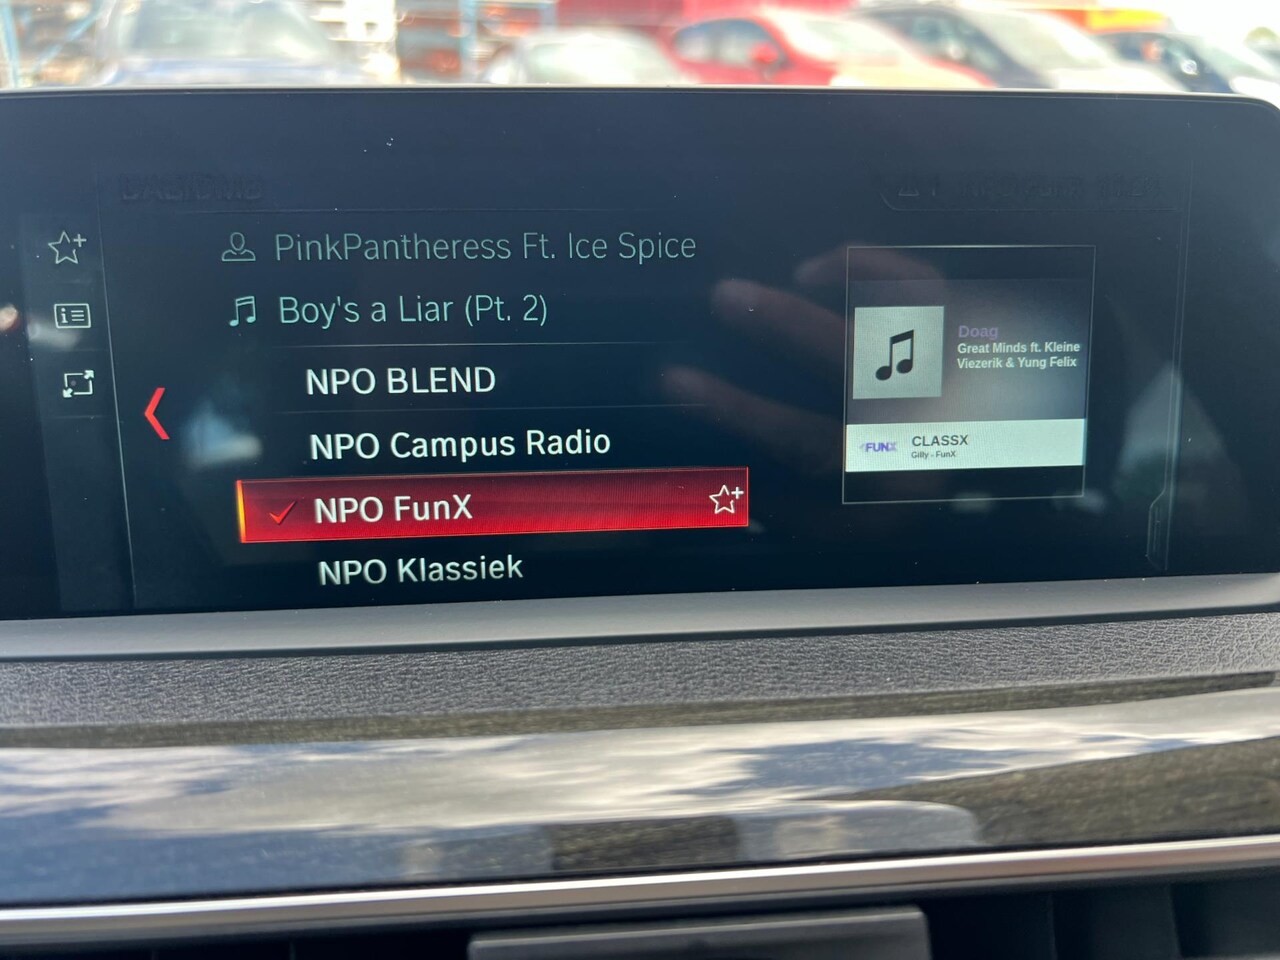 PinkPantheress Ft. Ice Spice
Boy's a Liar (Pt. 2)
NPO BLEND
NPO Campus Radio
NPO FunX
NPO Klassiek
Doag
Great Minds ft. Kleine
Viezerik & Yung Felix
FUNX
CLASSX
Gilly - FunX